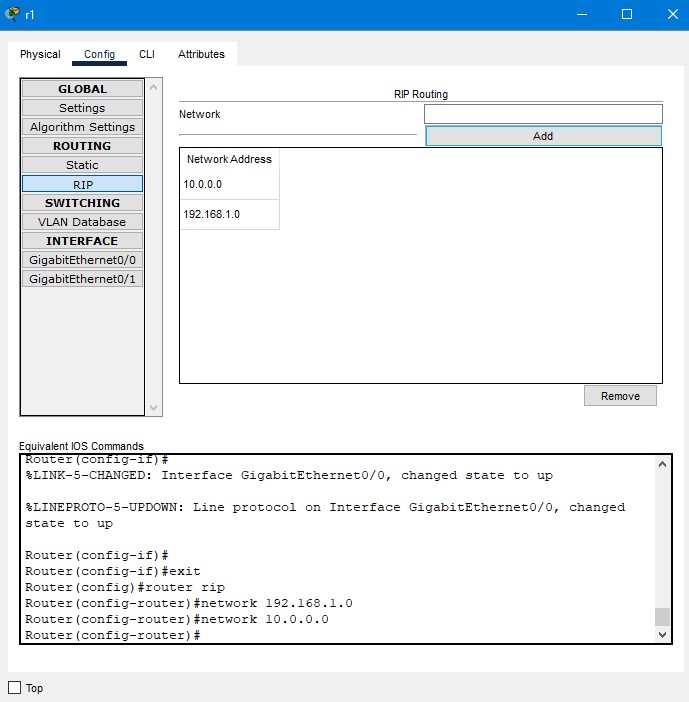 r1
Physical Config CLI Attributes
GLOBAL
Settings
Algorithm Settings
ROUTING
Static
RIP
SWITCHING
VLAN Database
INTERFACE
GigabitEthernet0/0
GigabitEthernet0/1
RIP Routing
Network
Add
Network Address
10.0.0.0
192.168.1.0
Remove
Equivalent IOS Commands
Router(config-if)#
%LINK-5-CHANGED: Interface GigabitEthernet0/0, changed state to up
%LINEPROTO-5-UPDOWN: Line protocol on Interface GigabitEthernet0/0, changed
state to up
Router(config-if)#
Router(config-if)#exit
Router(config)#router rip
Router(config-router)#network 192.168.1.0
Router(config-router)#network 10.0.0.0
Router(config-router)#
Top